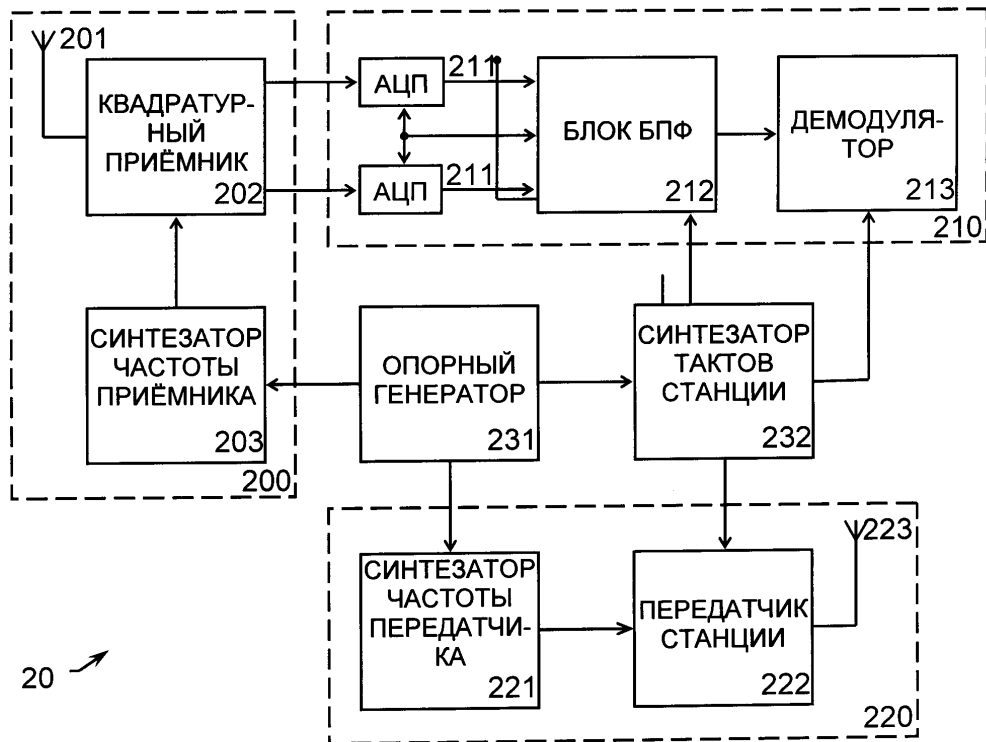 201
КВАДРАТУР-
НЫЙ
ПРИЁМНИК
202
АЦП
211
АЦП
211
БЛОК БПФ
212
ДЕМОДУЛЯ-
ТОР
213
210
СИНТЕЗАТОР
ЧАСТОТЫ
ПРИЁМНИКА
203
200
ОПОРНЫЙ
ГЕНЕРАТОР
231
СИНТЕЗАТОР
ТАКТОВ
СТАНЦИИ
232
СИНТЕЗАТОР
ЧАСТОТЫ
ПЕРЕДАТЧИ-
КА
221
ПЕРЕДАТЧИК
СТАНЦИИ
222
223
220
20